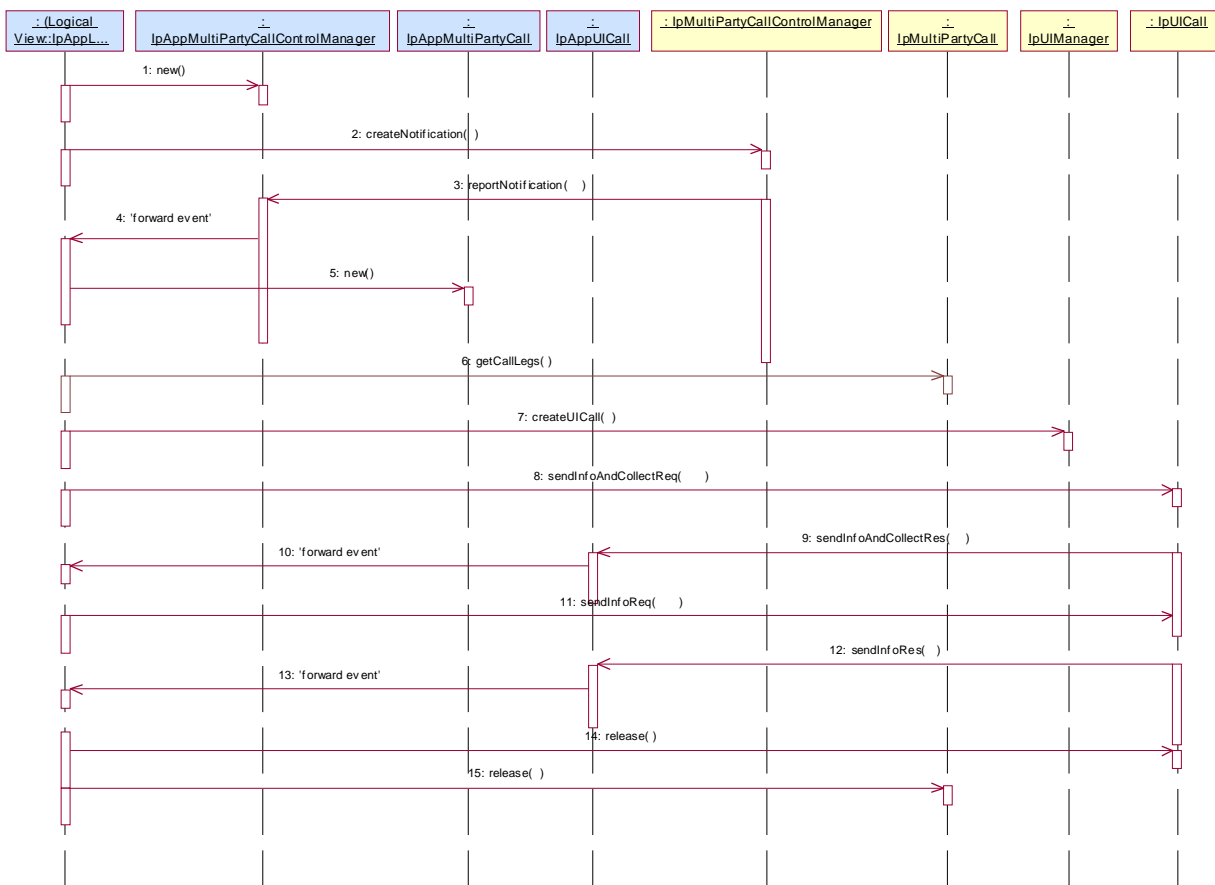 : (Logical
View::IpAppL...
:
IpAppMultiPartyCallControlManager
:
IpAppMultiPartyCall
:
IpAppUICall
: IpMultiPartyCallControlManager
:
IpMultiPartyCall
:
IpUIManager
: IpUICall
1: new()
2: createNotification( )
3: reportNotification( )
4: 'forward event'
5: new()
6: getCallLegs( )
7: createUICall( )
8: sendInfoAndCollectReq( )
9: sendInfoAndCollectRes( )
10: 'forward event'
11: sendInfoReq( )
12: sendInfoRes( )
13: 'forward event'
14: release( )
15: release( )